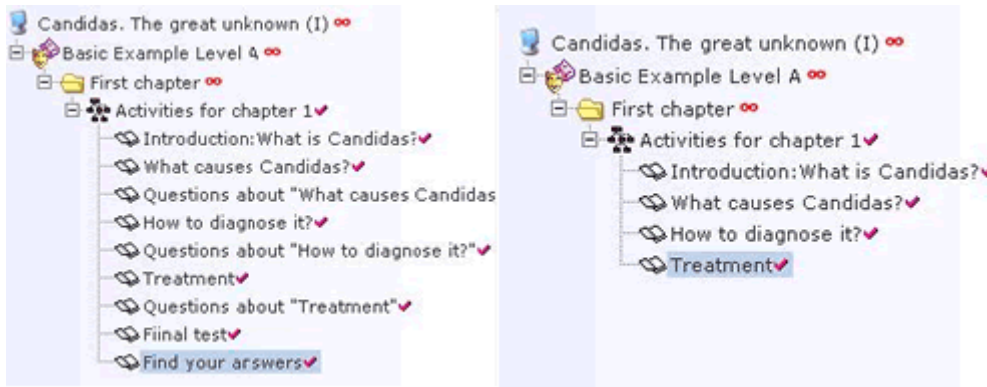 Candidas. The great unknown (I)
Basic Example Level A
First chapter
Activities for chapter 1
Introduction: What is Candidas?
What causes Candidas?
Questions about "What causes Candidas
How to diagnose it?
Questions about "How to diagnose it?"
Treatment
Questions about "Treatment"
Fiinal test
Find your arswers
Candidas. The great unknown (I)
Basic Example Level A
First chapter
Activities for chapter 1
Introduction: What is Candidas?
What causes Candidas?
How to diagnose it?
Treatment